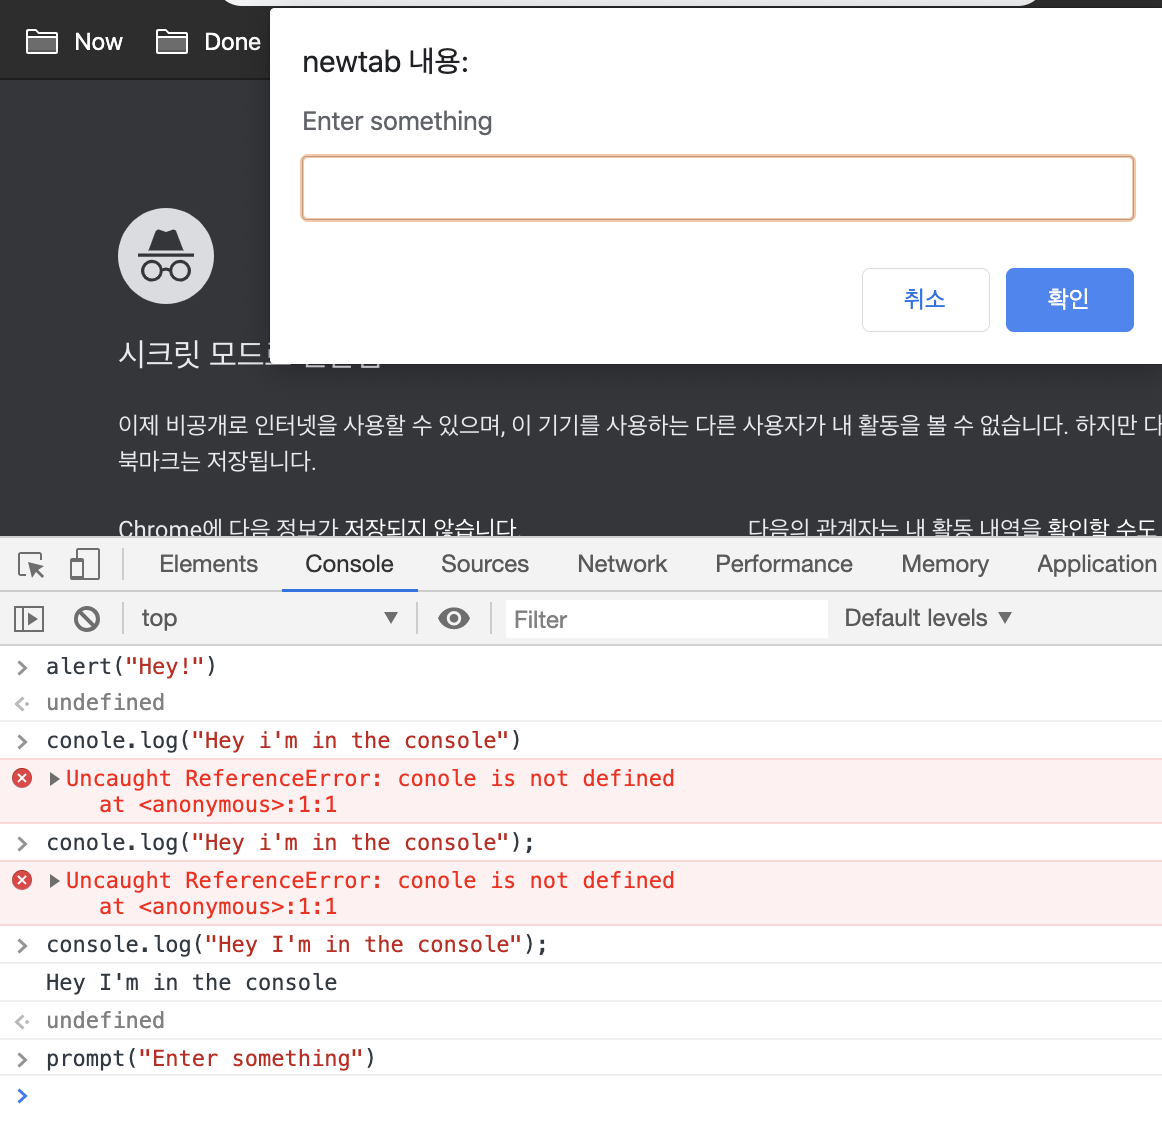 Now Done
newtab 내용:
Enter something
취소 확인
시크릿 모드로
이제 비공개로 인터넷을 사용할 수 있으며, 이 기기를 사용하는 다른 사용자가 내 활동을 볼 수 없습니다. 하지만 다
북마크는 저장됩니다.
Chrome에 다음 정보가 저장되지 않습니다. 다음의 관계자는 내 활동 내역을 확인할 수도
Elements Console Sources Network Performance Memory Application
top Filter Default levels
alert("Hey!")
undefined
conole.log("Hey i'm in the console")
Uncaught ReferenceError: conole is not defined
at <anonymous>:1:1
conole.log("Hey i'm in the console");
Uncaught ReferenceError: conole is not defined
at <anonymous>:1:1
console.log("Hey I'm in the console");
Hey I'm in the console
undefined
prompt("Enter something")